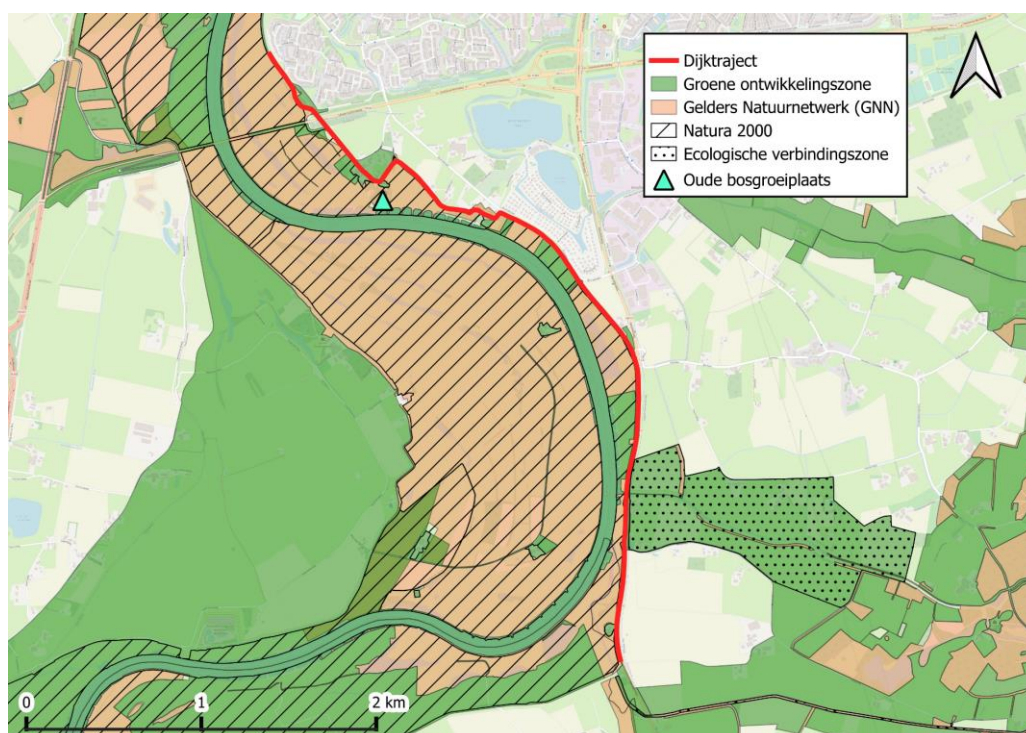 Dijktraject
Groene ontwikkelingszone
Gelders Natuurnetwerk (GNN)
Natura 2000
Ecologische verbindingszone
Oude bosgroeiplaats
0 1 2 km